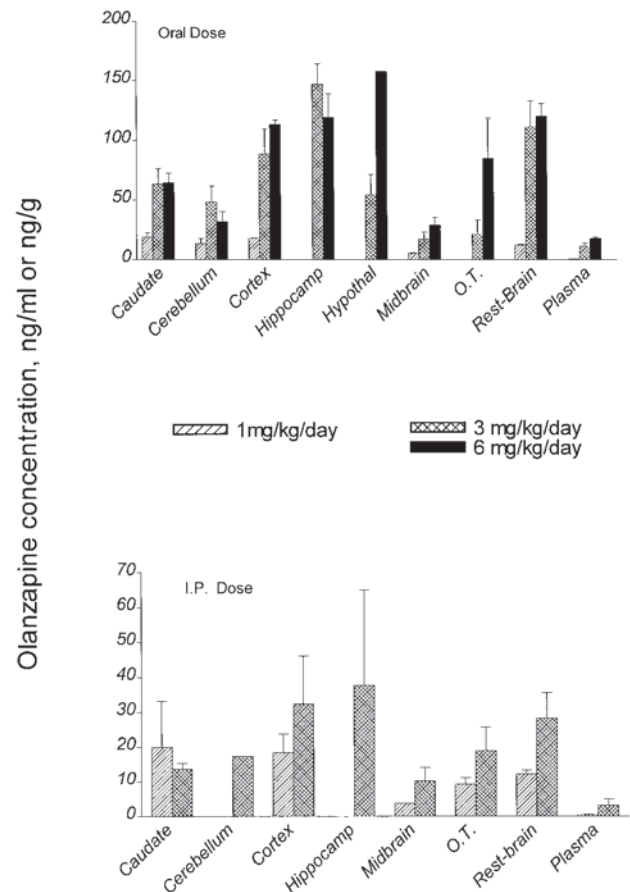 Olanzapine concentration, ng/ml or ng/g
Oral Dose
200
150
100
50
0
Caudate
Cerebellum
Cortex
Hippocamp
Hypothal
Midbrain
O.T.
Rest-Brain
Plasma
1mg/kg/day
3 mg/kg/day
6 mg/kg/day
I.P. Dose
70
60
50
40
30
20
10
0
Caudate
Cerebellum
Cortex
Hippocamp
Midbrain
O.T.
Rest-brain
Plasma